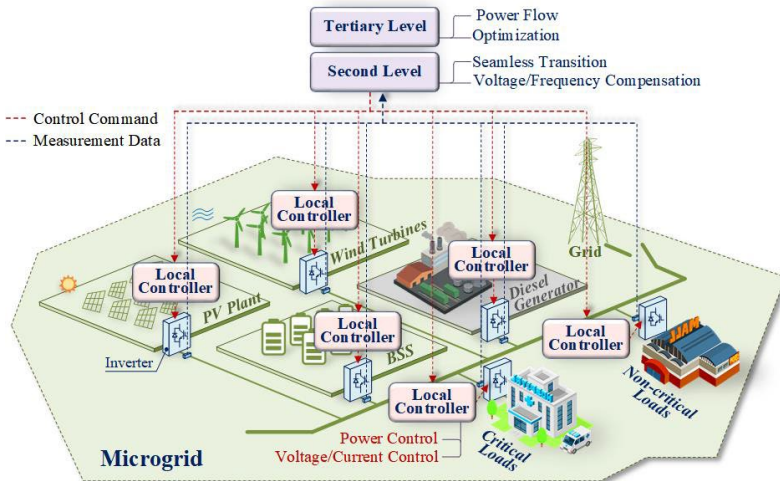 Tertiary Level
Power Flow
Optimization
Second Level
Seamless Transition
Voltage/Frequency Compensation
Control Command
Measurement Data
Local
Controller
Wind Turbines
Local
Controller
Grid
Local
Controller
PV Plant
Diesel
Generator
Local
Controller
Local
Controller
MALL
Inverter
BSS
Non-critical
Loads
Local
Controller
Critical
Loads
Power Control
Voltage/Current Control
Microgrid